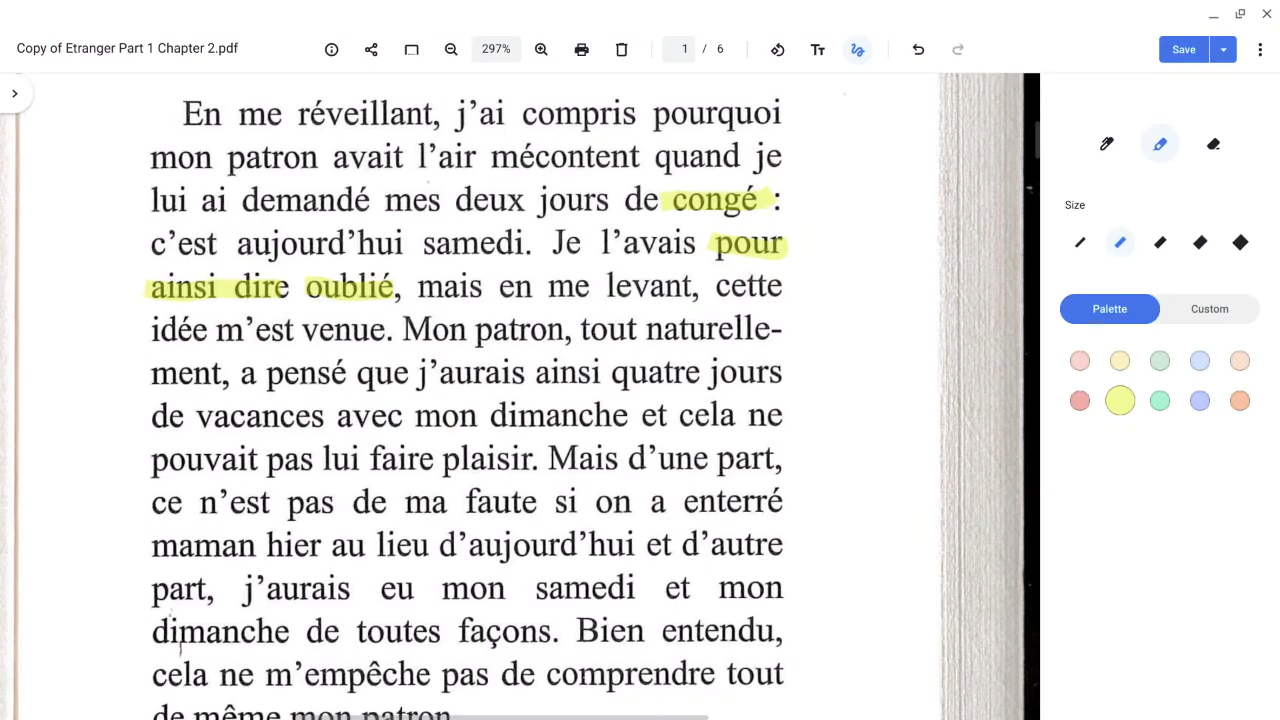 Copy of Etranger Part 1 Chapter 2.pdf
297%
1 / 6
Save
En me réveillant, j'ai compris pourquoi
mon patron avait l'air mécontent quand je
lui ai demandé mes deux jours de congé :
c'est aujourd'hui samedi. Je l'avais pour
ainsi dire oublié, mais en me levant, cette
idée m'est venue. Mon patron, tout naturelle-
ment, a pensé que j'aurais ainsi quatre jours
de vacances avec mon dimanche et cela ne
pouvait pas lui faire plaisir. Mais d'une part,
ce n'est pas de ma faute si on a enterré
maman hier au lieu d'aujourd'hui et d'autre
part, j'aurais eu mon samedi et mon
dimanche de toutes façons. Bien entendu,
cela ne m'empêche pas de comprendre tout
de même mon patron.
Size
Palette
Custom